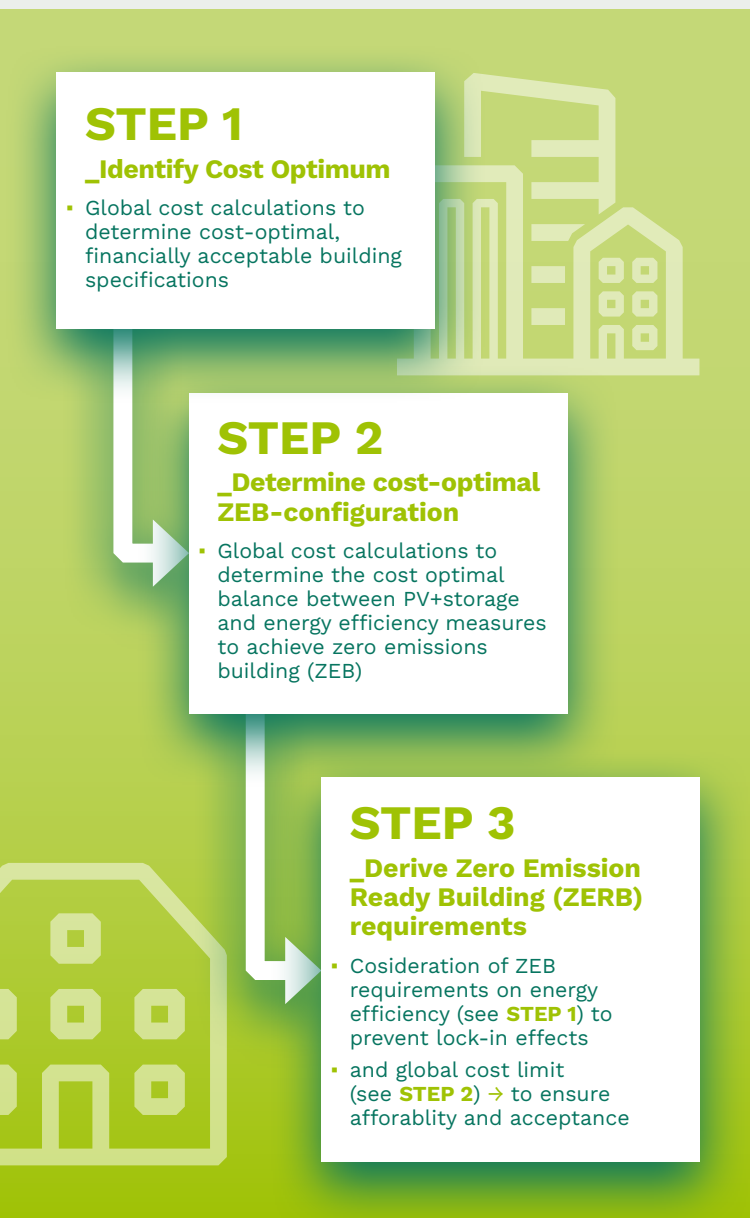 STEP 1
_Identify Cost Optimum
▪ Global cost calculations to
determine cost-optimal,
financially acceptable building
specifications
STEP 2
_Determine cost-optimal
ZEB-configuration
▪ Global cost calculations to
determine the cost optimal
balance between PV+storage
and energy efficiency measures
to achieve zero emissions
building (ZEB)
STEP 3
_Derive Zero Emission
Ready Building (ZERB)
requirements
▪ Cosideration of ZEB
requirements on energy
efficiency (see STEP 1) to
prevent lock-in effects
▪ and global cost limit
(see STEP 2) → to ensure
afforablity and acceptance